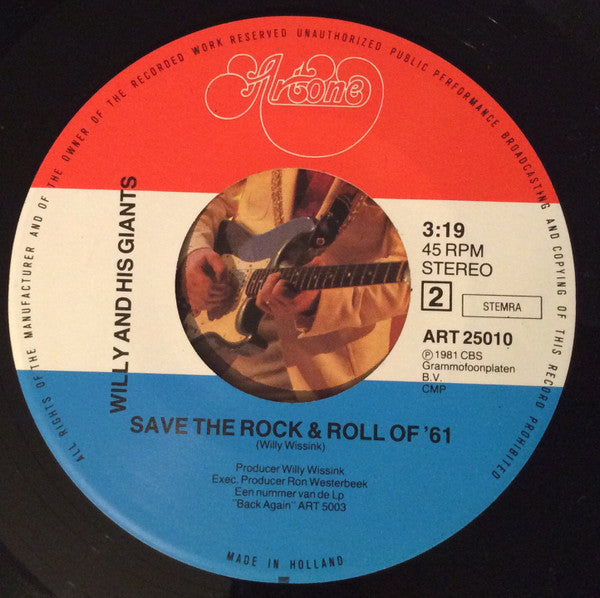 ALL RIGHTS OF THE MANUFACTURER AND OF THE OWNER OF THE RECORDED WORK RESERVED UNAUTHORIZED PUBLIC PERFORMANCE BROADCASTING AND COPYING OF THIS RECORD PROHIBITED
Artone
WILLY AND HIS GIANTS
3:19
45 RPM
STEREO
2 STEMRA
ART 25010
℗ 1981 CBS
Grammofoonplaten
B.V.
CMP
SAVE THE ROCK & ROLL OF '61
(Willy Wissink)
Producer Willy Wissink
Exec. Producer Ron Westerbeek
Een nummer van de Lp
"Back Again" ART 5003
MADE IN HOLLAND